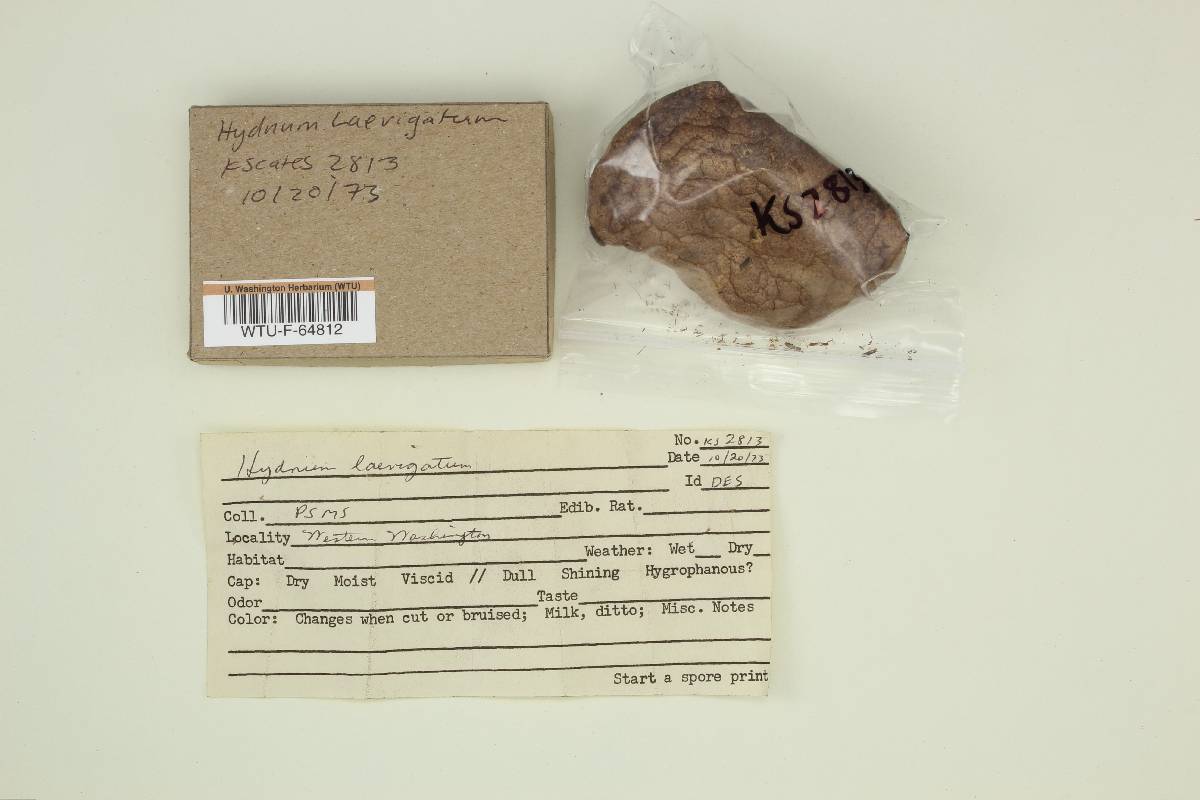 Hydnum Laevigatum
KScates 2813
10/20/73
U. Washington Herbarium (WTU)
WTU-F-64812
KS 2813
No. KS 2813
Hydnum laevigatum
Date 10/20/73
Id DES
Coll. PSMS Edib. Rat.
Locality Western Washington
Habitat Weather: Wet Dry
Cap: Dry Moist Viscid // Dull Shining Hygrophanous?
Odor Taste
Color: Changes when cut or bruised; Milk, ditto; Misc. Notes
Start a spore print